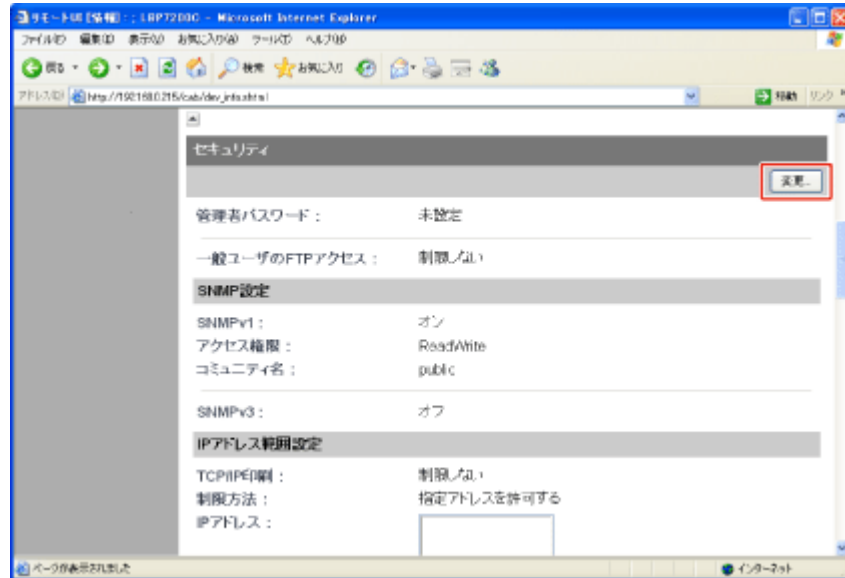 リモートUI [情報] : ; LBP7200C - Microsoft Internet Explorer
ファイル(F) 編集(E) 表示(V) お気に入り(A) ツール(T) ヘルプ(H)
戻る 検索 お気に入り
アドレス(D) http://192.168.0.215/cab/dev_info.shtml 移動 リンク
セキュリティ
変更...
管理者パスワード : 未設定
一般ユーザのFTPアクセス : 制限しない
SNMP設定
SNMPv1 : オン
アクセス権限 : ReadWrite
コミュニティ名 : public
SNMPv3 : オフ
IPアドレス範囲設定
TCP/IP印刷 : 制限しない
制限方法 : 指定アドレスを許可する
IPアドレス :
ページが表示されました インターネット